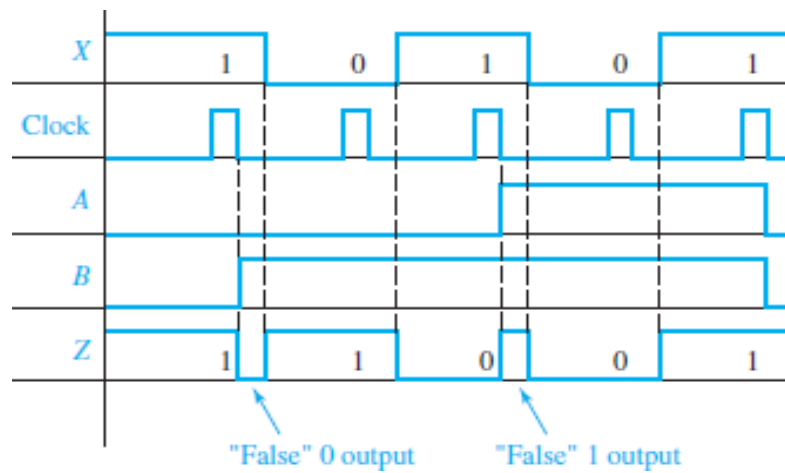 X 1 0 1 0 1
Clock
A
B
Z 1 1 0 0 1
"False" 0 output "False" 1 output